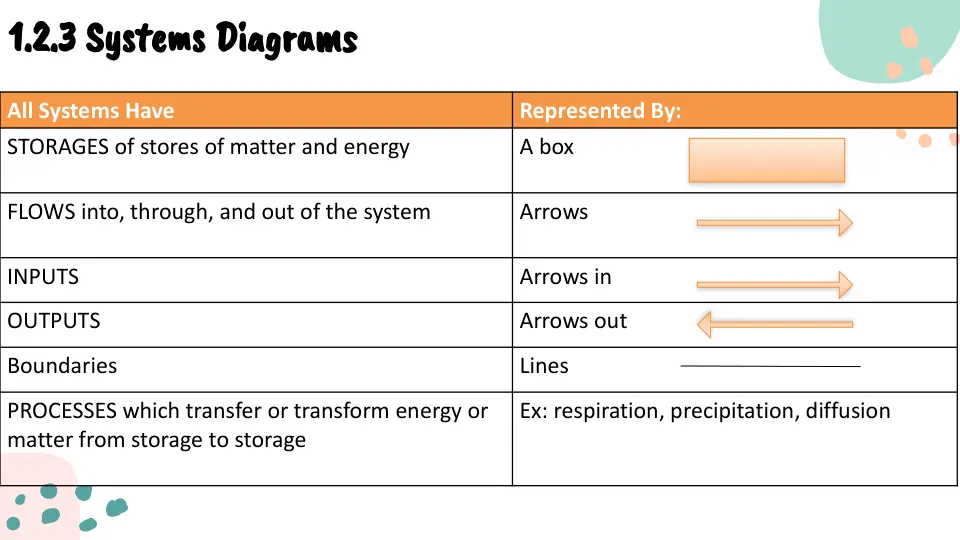 1.2.3 Systems Diagrams
All Systems Have
Represented By:
STORAGES of stores of matter and energy
A box
FLOWS into, through, and out of the system
Arrows
INPUTS
Arrows in
OUTPUTS
Arrows out
Boundaries
Lines
PROCESSES which transfer or transform energy or
matter from storage to storage
Ex: respiration, precipitation, diffusion